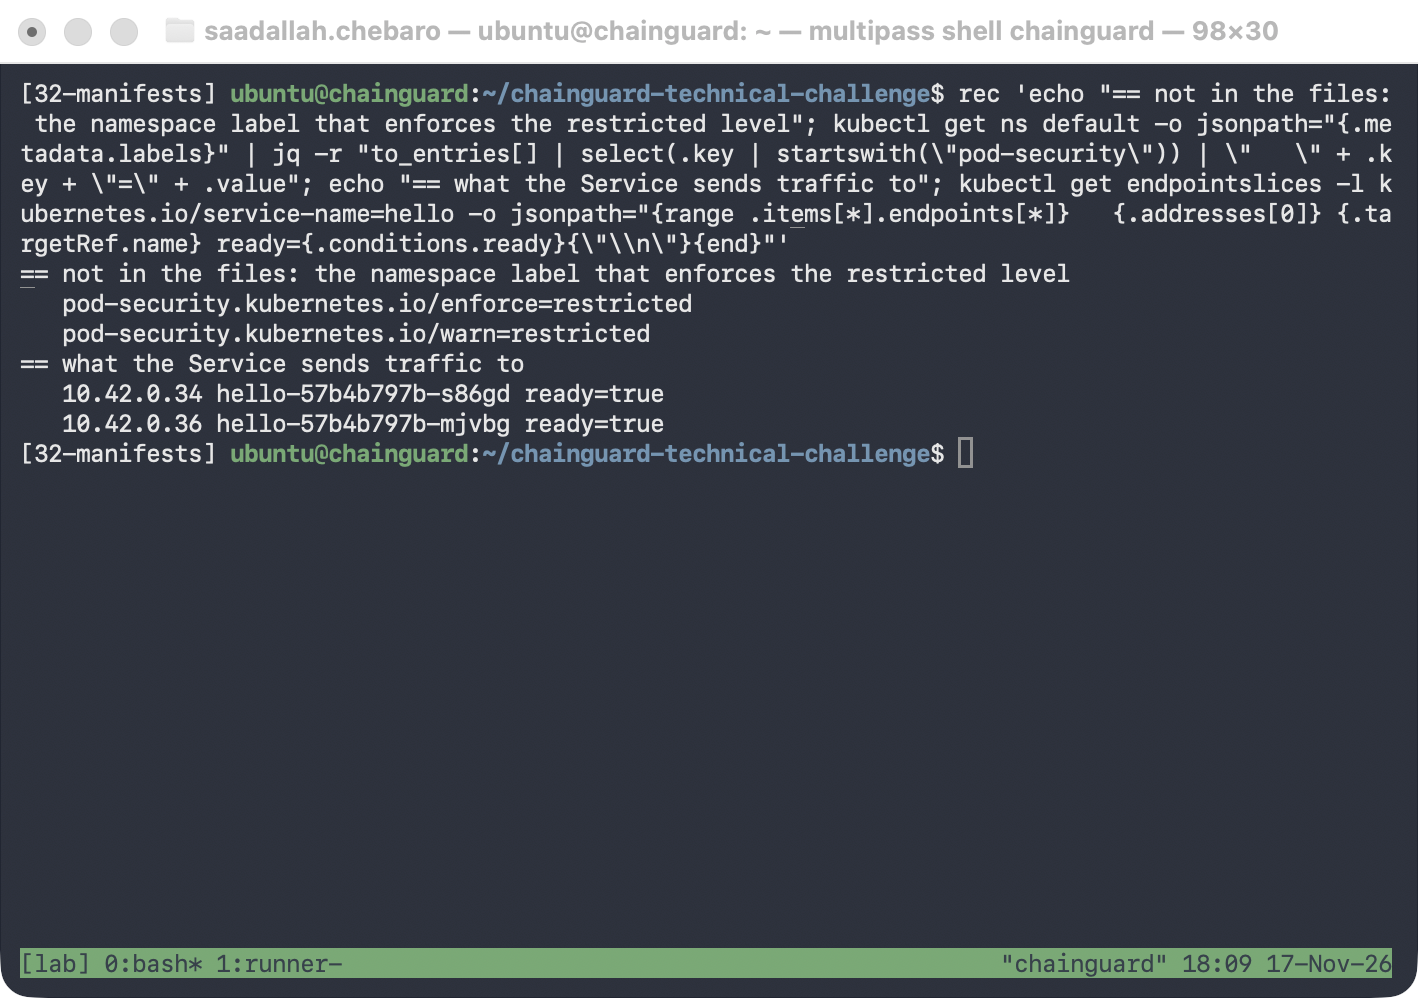 saadallah.chebaro — ubuntu@chainguard: ~ — multipass shell chainguard — 98×30
[32-manifests] ubuntu@chainguard:~/chainguard-technical-challenge$ rec 'echo "== not in the files:
 the namespace label that enforces the restricted level"; kubectl get ns default -o jsonpath="{.me
tadata.labels}" | jq -r "to_entries[] | select(.key | startswith(\"pod-security\")) | \"   \" + .k
ey + \"=\" + .value"; echo "== what the Service sends traffic to"; kubectl get endpointslices -l k
ubernetes.io/service-name=hello -o jsonpath="{range .items[*].endpoints[*]}   {.addresses[0]} {.ta
rgetRef.name} ready={.conditions.ready}{\"\\n\"}{end}"'
== not in the files: the namespace label that enforces the restricted level
   pod-security.kubernetes.io/enforce=restricted
   pod-security.kubernetes.io/warn=restricted
== what the Service sends traffic to
   10.42.0.34 hello-57b4b797b-s86gd ready=true
   10.42.0.36 hello-57b4b797b-mjvbg ready=true
[32-manifests] ubuntu@chainguard:~/chainguard-technical-challenge$
[lab] 0:bash* 1:runner- "chainguard" 18:09 17-Nov-26